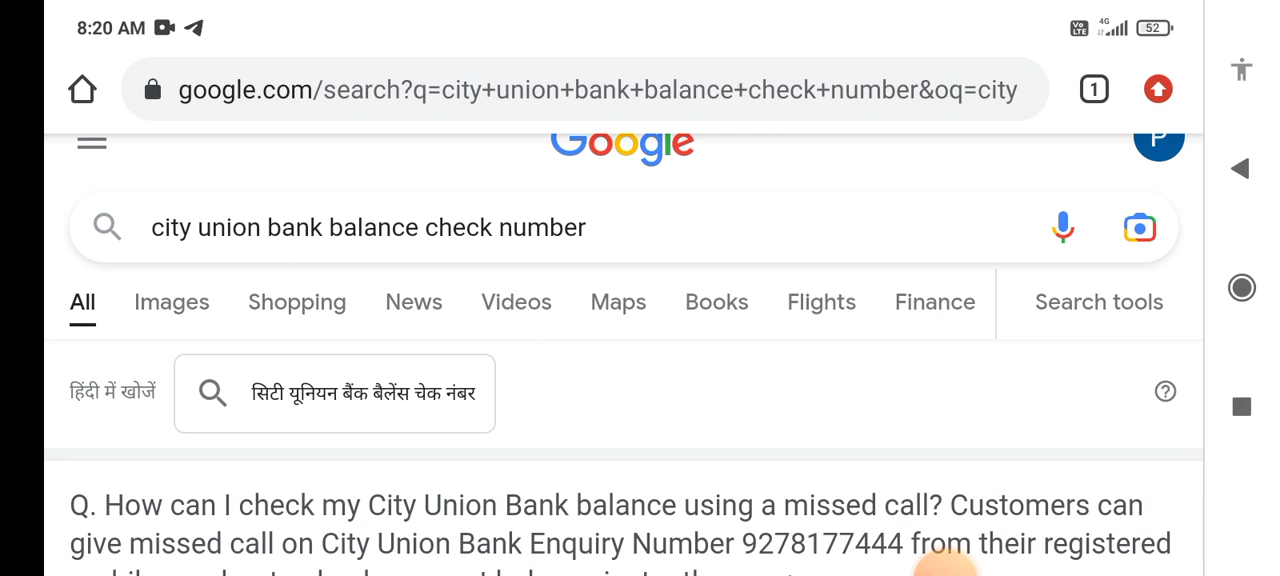 8:20 AM
Vo LTE 4G 52
google.com/search?q=city+union+bank+balance+check+number&oq=city
1
Google
P
city union bank balance check number
All Images Shopping News Videos Maps Books Flights Finance Search tools
हिंदी में खोजें सिटी यूनियन बैंक बैलेंस चेक नंबर
Q. How can I check my City Union Bank balance using a missed call? Customers can
give missed call on City Union Bank Enquiry Number 9278177444 from their registered